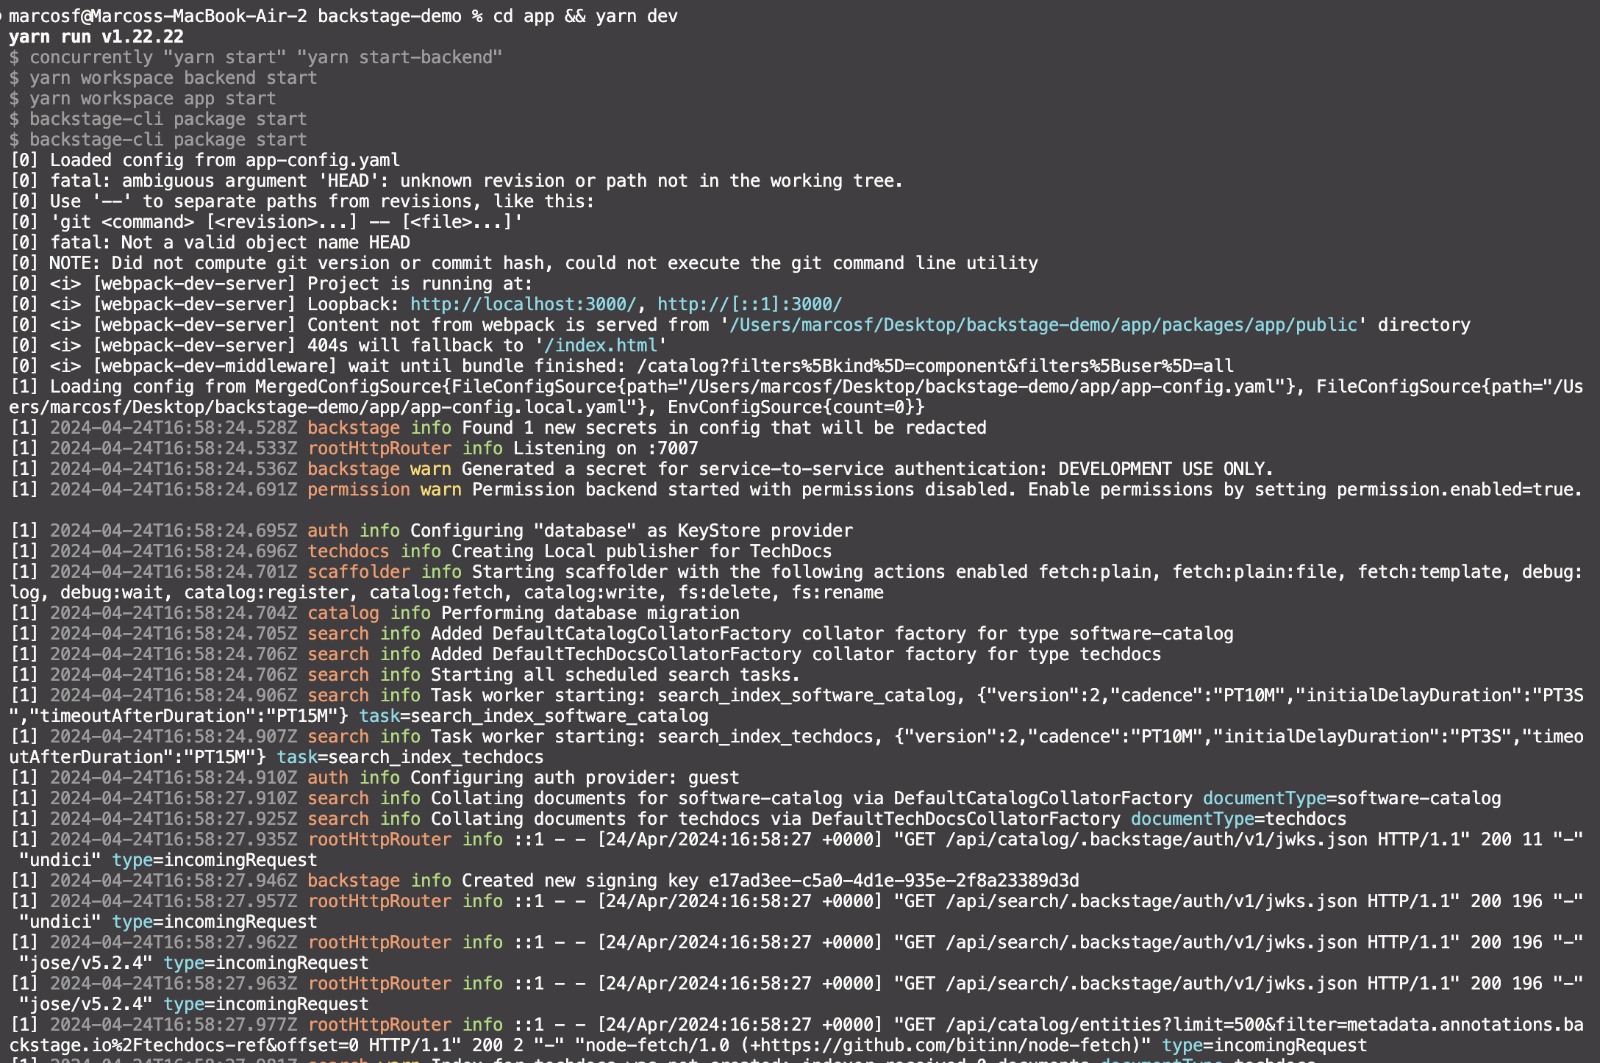 marcosf@Marcoss-MacBook-Air-2 backstage-demo % cd app && yarn dev
yarn run v1.22.22
$ concurrently "yarn start" "yarn start-backend"
$ yarn workspace backend start
$ yarn workspace app start
$ backstage-cli package start
$ backstage-cli package start
[0] Loaded config from app-config.yaml
[0] fatal: ambiguous argument 'HEAD': unknown revision or path not in the working tree.
[0] Use '--' to separate paths from revisions, like this:
[0] 'git <command> [<revision>...] -- [<file>...]'
[0] fatal: Not a valid object name HEAD
[0] NOTE: Did not compute git version or commit hash, could not execute the git command line utility
[0] <i> [webpack-dev-server] Project is running at:
[0] <i> [webpack-dev-server] Loopback: http://localhost:3000/, http://[::1]:3000/
[0] <i> [webpack-dev-server] Content not from webpack is served from '/Users/marcosf/Desktop/backstage-demo/app/packages/app/public' directory
[0] <i> [webpack-dev-server] 404s will fallback to '/index.html'
[0] <i> [webpack-dev-middleware] wait until bundle finished: /catalog?filters%5Bkind%5D=component&filters%5Buser%5D=all
[1] Loading config from MergedConfigSource{FileConfigSource{path="/Users/marcosf/Desktop/backstage-demo/app/app-config.yaml"}, FileConfigSource{path="/Us
ers/marcosf/Desktop/backstage-demo/app/app-config.local.yaml"}, EnvConfigSource{count=0}}
[1] 2024-04-24T16:58:24.528Z backstage info Found 1 new secrets in config that will be redacted
[1] 2024-04-24T16:58:24.533Z rootHttpRouter info Listening on :7007
[1] 2024-04-24T16:58:24.536Z backstage warn Generated a secret for service-to-service authentication: DEVELOPMENT USE ONLY.
[1] 2024-04-24T16:58:24.691Z permission warn Permission backend started with permissions disabled. Enable permissions by setting permission.enabled=true.
[1] 2024-04-24T16:58:24.695Z auth info Configuring "database" as KeyStore provider
[1] 2024-04-24T16:58:24.696Z techdocs info Creating Local publisher for TechDocs
[1] 2024-04-24T16:58:24.701Z scaffolder info Starting scaffolder with the following actions enabled fetch:plain, fetch:plain:file, fetch:template, debug:
log, debug:wait, catalog:register, catalog:fetch, catalog:write, fs:delete, fs:rename
[1] 2024-04-24T16:58:24.704Z catalog info Performing database migration
[1] 2024-04-24T16:58:24.705Z search info Added DefaultCatalogCollatorFactory collator factory for type software-catalog
[1] 2024-04-24T16:58:24.706Z search info Added DefaultTechDocsCollatorFactory collator factory for type techdocs
[1] 2024-04-24T16:58:24.706Z search info Starting all scheduled search tasks.
[1] 2024-04-24T16:58:24.906Z search info Task worker starting: search_index_software_catalog, {"version":2,"cadence":"PT10M","initialDelayDuration":"PT3S
","timeoutAfterDuration":"PT15M"} task=search_index_software_catalog
[1] 2024-04-24T16:58:24.907Z search info Task worker starting: search_index_techdocs, {"version":2,"cadence":"PT10M","initialDelayDuration":"PT3S","timeo
utAfterDuration":"PT15M"} task=search_index_techdocs
[1] 2024-04-24T16:58:24.910Z auth info Configuring auth provider: guest
[1] 2024-04-24T16:58:27.910Z search info Collating documents for software-catalog via DefaultCatalogCollatorFactory documentType=software-catalog
[1] 2024-04-24T16:58:27.925Z search info Collating documents for techdocs via DefaultTechDocsCollatorFactory documentType=techdocs
[1] 2024-04-24T16:58:27.935Z rootHttpRouter info ::1 - - [24/Apr/2024:16:58:27 +0000] "GET /api/catalog/.backstage/auth/v1/jwks.json HTTP/1.1" 200 11 "-"
"undici" type=incomingRequest
[1] 2024-04-24T16:58:27.946Z backstage info Created new signing key e17ad3ee-c5a0-4d1e-935e-2f8a23389d3d
[1] 2024-04-24T16:58:27.957Z rootHttpRouter info ::1 - - [24/Apr/2024:16:58:27 +0000] "GET /api/search/.backstage/auth/v1/jwks.json HTTP/1.1" 200 196 "-"
"undici" type=incomingRequest
[1] 2024-04-24T16:58:27.962Z rootHttpRouter info ::1 - - [24/Apr/2024:16:58:27 +0000] "GET /api/search/.backstage/auth/v1/jwks.json HTTP/1.1" 200 196 "-"
"jose/v5.2.4" type=incomingRequest
[1] 2024-04-24T16:58:27.963Z rootHttpRouter info ::1 - - [24/Apr/2024:16:58:27 +0000] "GET /api/search/.backstage/auth/v1/jwks.json HTTP/1.1" 200 196 "-"
"jose/v5.2.4" type=incomingRequest
[1] 2024-04-24T16:58:27.977Z rootHttpRouter info ::1 - - [24/Apr/2024:16:58:27 +0000] "GET /api/catalog/entities?limit=500&filter=metadata.annotations.ba
ckstage.io%2Ftechdocs-ref&offset=0 HTTP/1.1" 200 2 "-" "node-fetch/1.0 (+https://github.com/bitinn/node-fetch)" type=incomingRequest
[1] 2024-04-24T16:58:27.981Z search warn Index for techdocs was not created: indexer received 0 documents documentType=techdocs